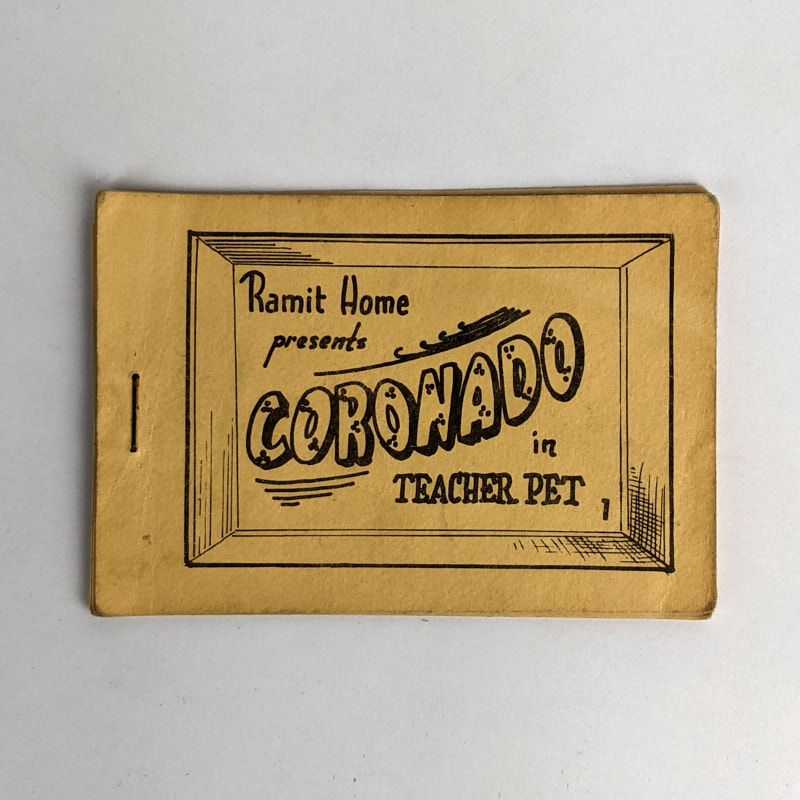 Ramit Home
presents
CORONADO
in
TEACHER PET
1